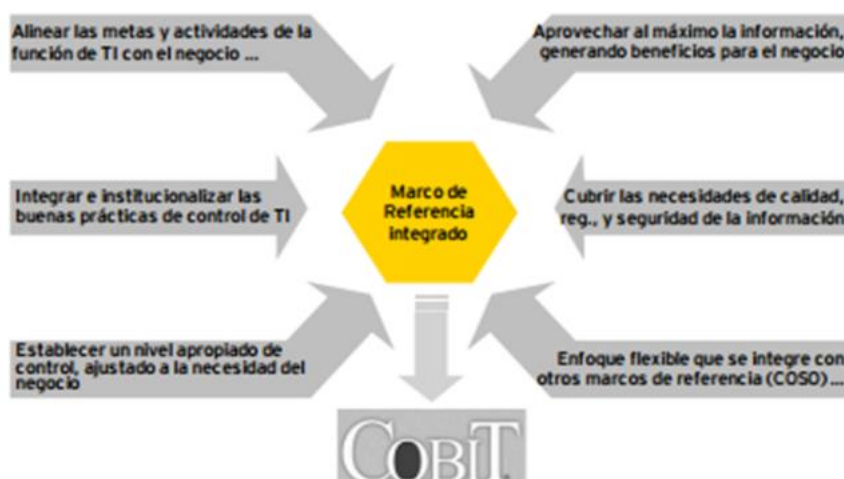 Alinear las metas y actividades de la
función de TI con el negocio ...
Aprovechar al máximo la información,
generando beneficios para el negocio
Integrar e institucionalizar las
buenas prácticas de control de TI
Marco de
Referencia
integrado
Cubrir las necesidades de calidad,
reg., y seguridad de la información
Establecer un nivel apropiado de
control, ajustado a la necesidad del
negocio
Enfoque flexible que se integre con
otros marcos de referencia (COSO) ...
COBIT